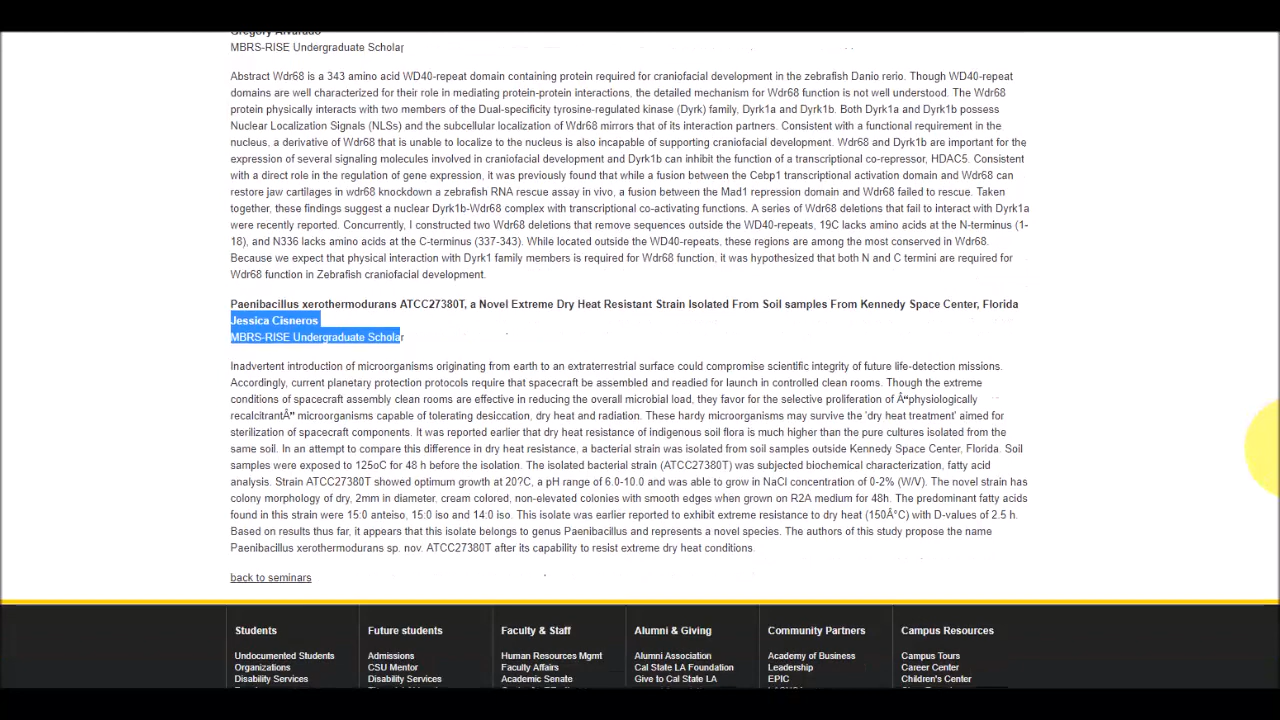 Gregory Alvarado
MBRS-RISE Undergraduate Scholar
Abstract Wdr68 is a 343 amino acid WD40-repeat domain containing protein required for craniofacial development in the zebrafish Danio rerio. Though WD40-repeat
domains are well characterized for their role in mediating protein-protein interactions, the detailed mechanism for Wdr68 function is not well understood. The Wdr68
protein physically interacts with two members of the Dual-specificity tyrosine-regulated kinase (Dyrk) family, Dyrk1a and Dyrk1b. Both Dyrk1a and Dyrk1b possess
Nuclear Localization Signals (NLSs) and the subcellular localization of Wdr68 mirrors that of its interaction partners. Consistent with a functional requirement in the
nucleus, a derivative of Wdr68 that is unable to localize to the nucleus is also incapable of supporting craniofacial development. Wdr68 and Dyrk1b are important for the
expression of several signaling molecules involved in craniofacial development and Dyrk1b can inhibit the function of a transcriptional co-repressor, HDAC5. Consistent
with a direct role in the regulation of gene expression, it was previously found that while a fusion between the Cebp1 transcriptional activation domain and Wdr68 can
restore jaw cartilages in wdr68 knockdown a zebrafish RNA rescue assay in vivo, a fusion between the Mad1 repression domain and Wdr68 failed to rescue. Taken
together, these findings suggest a nuclear Dyrk1b-Wdr68 complex with transcriptional co-activating functions. A series of Wdr68 deletions that fail to interact with Dyrk1a
were recently reported. Concurrently, I constructed two Wdr68 deletions that remove sequences outside the WD40-repeats, 19C lacks amino acids at the N-terminus (1-
18), and N336 lacks amino acids at the C-terminus (337-343). While located outside the WD40-repeats, these regions are among the most conserved in Wdr68.
Because we expect that physical interaction with Dyrk1 family members is required for Wdr68 function, it was hypothesized that both N and C termini are required for
Wdr68 function in Zebrafish craniofacial development.
Paenibacillus xerothermodurans ATCC27380T, a Novel Extreme Dry Heat Resistant Strain Isolated From Soil samples From Kennedy Space Center, Florida
Jessica Cisneros
MBRS-RISE Undergraduate Scholar
Inadvertent introduction of microorganisms originating from earth to an extraterrestrial surface could compromise scientific integrity of future life-detection missions.
Accordingly, current planetary protection protocols require that spacecraft be assembled and readied for launch in controlled clean rooms. Though the extreme
conditions of spacecraft assembly clean rooms are effective in reducing the overall microbial load, they favor for the selective proliferation of Â“physiologically
recalcitrantÂ” microorganisms capable of tolerating desiccation, dry heat and radiation. These hardy microorganisms may survive the 'dry heat treatment' aimed for
sterilization of spacecraft components. It was reported earlier that dry heat resistance of indigenous soil flora is much higher than the pure cultures isolated from the
same soil. In an attempt to compare this difference in dry heat resistance, a bacterial strain was isolated from soil samples outside Kennedy Space Center, Florida. Soil
samples were exposed to 125oC for 48 h before the isolation. The isolated bacterial strain (ATCC27380T) was subjected biochemical characterization, fatty acid
analysis. Strain ATCC27380T showed optimum growth at 20?C, a pH range of 6.0-10.0 and was able to grow in NaCl concentration of 0-2% (W/V). The novel strain has
colony morphology of dry, 2mm in diameter, cream colored, non-elevated colonies with smooth edges when grown on R2A medium for 48h. The predominant fatty acids
found in this strain were 15:0 anteiso, 15:0 iso and 14:0 iso. This isolate was earlier reported to exhibit extreme resistance to dry heat (150Â°C) with D-values of 2.5 h.
Based on results thus far, it appears that this isolate belongs to genus Paenibacillus and represents a novel species. The authors of this study propose the name
Paenibacillus xerothermodurans sp. nov. ATCC27380T after its capability to resist extreme dry heat conditions.
back to seminars
Students Future students Faculty & Staff Alumni & Giving Community Partners Campus Resources
Undocumented Students Admissions Human Resources Mgmt Alumni Association Academy of Business Campus Tours
Organizations CSU Mentor Faculty Affairs Cal State LA Foundation Leadership Career Center
Disability Services Disability Services Academic Senate Give to Cal State LA EPIC Children's Center